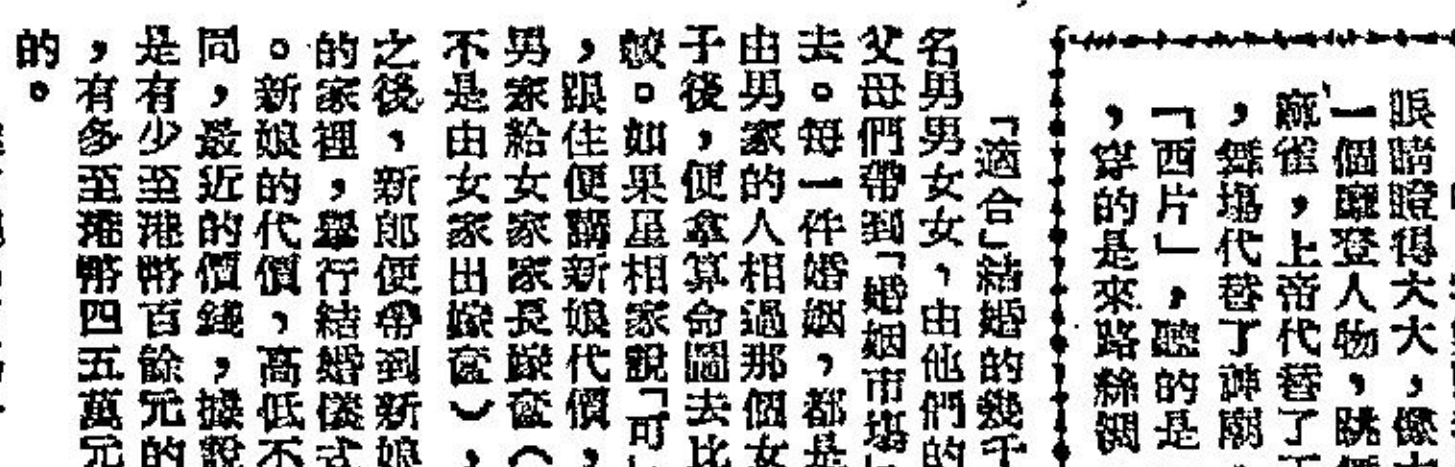 眼睛瞪得大大,像
一個摩登人物,跳
麻雀,上帝代替了
,舞場代替了神廟
「西片」,聽的是
,穿的是來路絲綢
「適合」結婚的幾千
名男男女女,由他們的
父母們帶到「婚姻市場
去。每一件婚姻,都是
由男家的人相過那個女
子後,便拿算命圖去比
較。如果星相家說「可
,跟住便講新娘代價,
男家給女家家長嫁奩(
不是由女家出嫁奩),
之後,新郎便帶到新娘
的家裡,舉行結婚儀式
。新娘的代價,高低不
同,最近的價錢,據說
是有少至港幣百餘元的
,有多至港幣四五萬元
的。